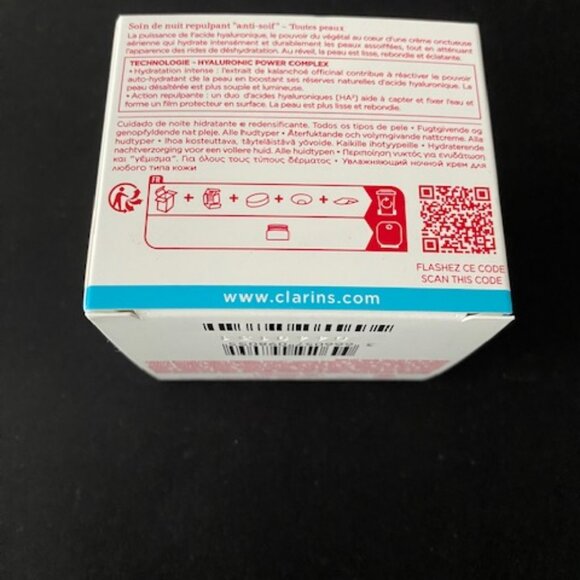 Soin de nuit repulpant "anti-soif" – Toutes peaux
La puissance de l'acide hyaluronique, le pouvoir du végétal au cœur d'une crème onctueuse
aérienne qui hydrate intensément et durablement les peaux assoiffées, tout en atténuant
l'apparence des rides de déshydratation. Au réveil, la peau est lisse, rebondie et éclatante.
TECHNOLOGIE - HYALURONIC POWER COMPLEX
• Hydratation intense : l'extrait de kalanchoé officinal contribue à réactiver le pouvoir
auto-hydratant de la peau en boostant ses réserves naturelles d'acide hyaluronique. La
peau désaltérée est plus souple et lumineuse.
• Action repulpante : un duo d'acides hyaluroniques [HA²] aide à capter et fixer l'eau et
forme un film protecteur en surface. La peau est plus lisse et rebondie.
Cuidado de noite hidratante e redensificante. Todos os tipos de pele • Fugtgivende og
genopfyldende nat pleje. Alle hudtyper • Återfuktande och volymgivande nattcreme. Alla
hudtyper • Ihoa kosteuttava, täyteläistävä yövoide. Kaikille ihotyypeille • Hydraterende
nachtverzorging voor een vollere huid. Alle huidtypen • Περιποίηση νυκτός για ενυδάτωση
και "γέμισμα". Για όλους τους τύπους δέρματος • Увлажняющий ночной крем для
любого типа кожи
FR
FLASHEZ CE CODE
SCAN THIS CODE
www.clarins.com